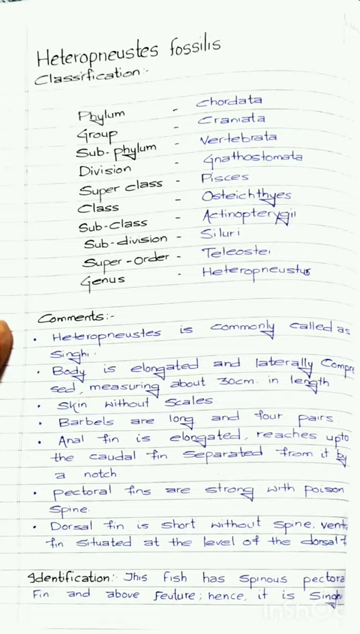 Heteropneustes fossilis
Classification -
Phylum - Chordata
Group - Craniata
Sub-phylum - Vertebrata
Division - Gnathostomata
Super class - Pisces
Class - Osteichthyes
Sub-class - Actinopterygii
Sub-division - Siluri
Super-order - Teleostei
Genus - Heteropneustus
Comments:-
• Heteropneustes is commonly called as
Singhi.
• Body is elongated and laterally Compre
sed, measuring about 30cm in length
• Skin without scales
• Barbels are long and four pairs
• Anal fin is elongated, reaches upto
the caudal fin separated from it by
a notch
• pectoral fins are strong with poison
Spine
• Dorsal fin is short without spine, vent
fin situated at the level of the dorsal f
Identification: This fish has Spinous pectora
Fin and above feuture; hence, it is Singh
InShot